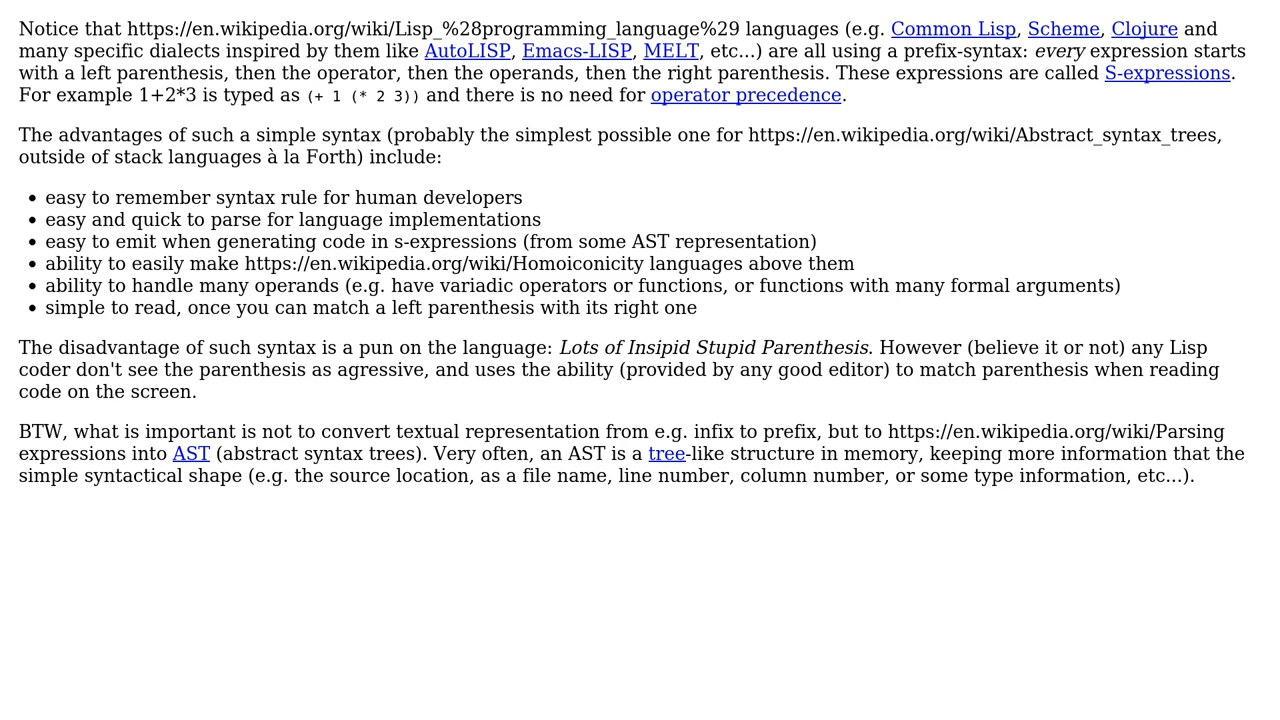 Notice that https://en.wikipedia.org/wiki/Lisp_%28programming_language%29 languages (e.g. Common Lisp, Scheme, Clojure and
many specific dialects inspired by them like AutoLISP, Emacs-LISP, MELT, etc...) are all using a prefix-syntax: every expression starts
with a left parenthesis, then the operator, then the operands, then the right parenthesis. These expressions are called S-expressions.
For example 1+2*3 is typed as (+ 1 (* 2 3)) and there is no need for operator precedence.
The advantages of such a simple syntax (probably the simplest possible one for https://en.wikipedia.org/wiki/Abstract_syntax_trees,
outside of stack languages à la Forth) include:
• easy to remember syntax rule for human developers
• easy and quick to parse for language implementations
• easy to emit when generating code in s-expressions (from some AST representation)
• ability to easily make https://en.wikipedia.org/wiki/Homoiconicity languages above them
• ability to handle many operands (e.g. have variadic operators or functions, or functions with many formal arguments)
• simple to read, once you can match a left parenthesis with its right one
The disadvantage of such syntax is a pun on the language: Lots of Insipid Stupid Parenthesis. However (believe it or not) any Lisp
coder don't see the parenthesis as agressive, and uses the ability (provided by any good editor) to match parenthesis when reading
code on the screen.
BTW, what is important is not to convert textual representation from e.g. infix to prefix, but to https://en.wikipedia.org/wiki/Parsing
expressions into AST (abstract syntax trees). Very often, an AST is a tree-like structure in memory, keeping more information that the
simple syntactical shape (e.g. the source location, as a file name, line number, column number, or some type information, etc...).